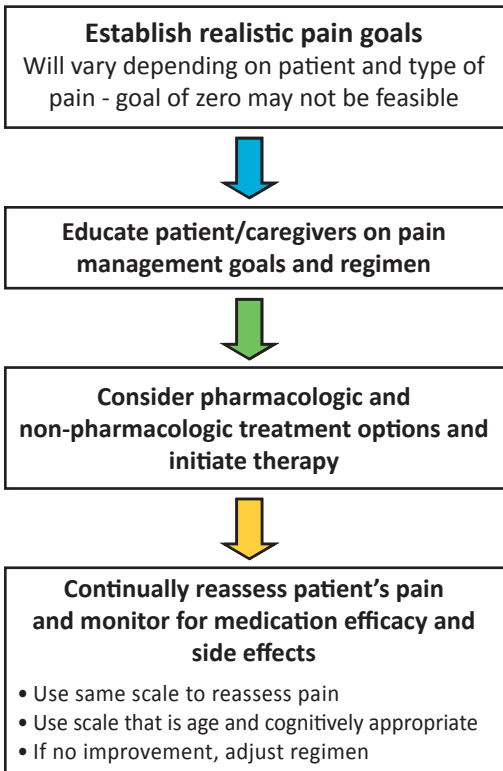 Establish realistic pain goals
Will vary depending on patient and type of
pain - goal of zero may not be feasible
Educate patient/caregivers on pain
management goals and regimen
Consider pharmacologic and
non-pharmacologic treatment options and
initiate therapy
Continually reassess patient's pain
and monitor for medication efficacy and
side effects
• Use same scale to reassess pain
• Use scale that is age and cognitively appropriate
• If no improvement, adjust regimen